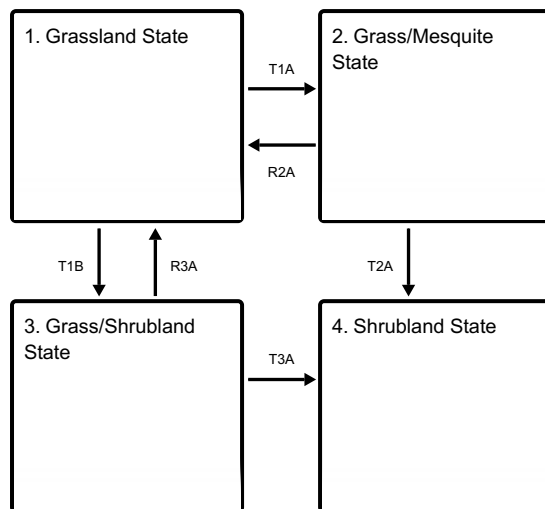 1. Grassland State
2. Grass/Mesquite
State
T1A
R2A
T1B
R3A
T2A
3. Grass/Shrubland
State
4. Shrubland State
T3A